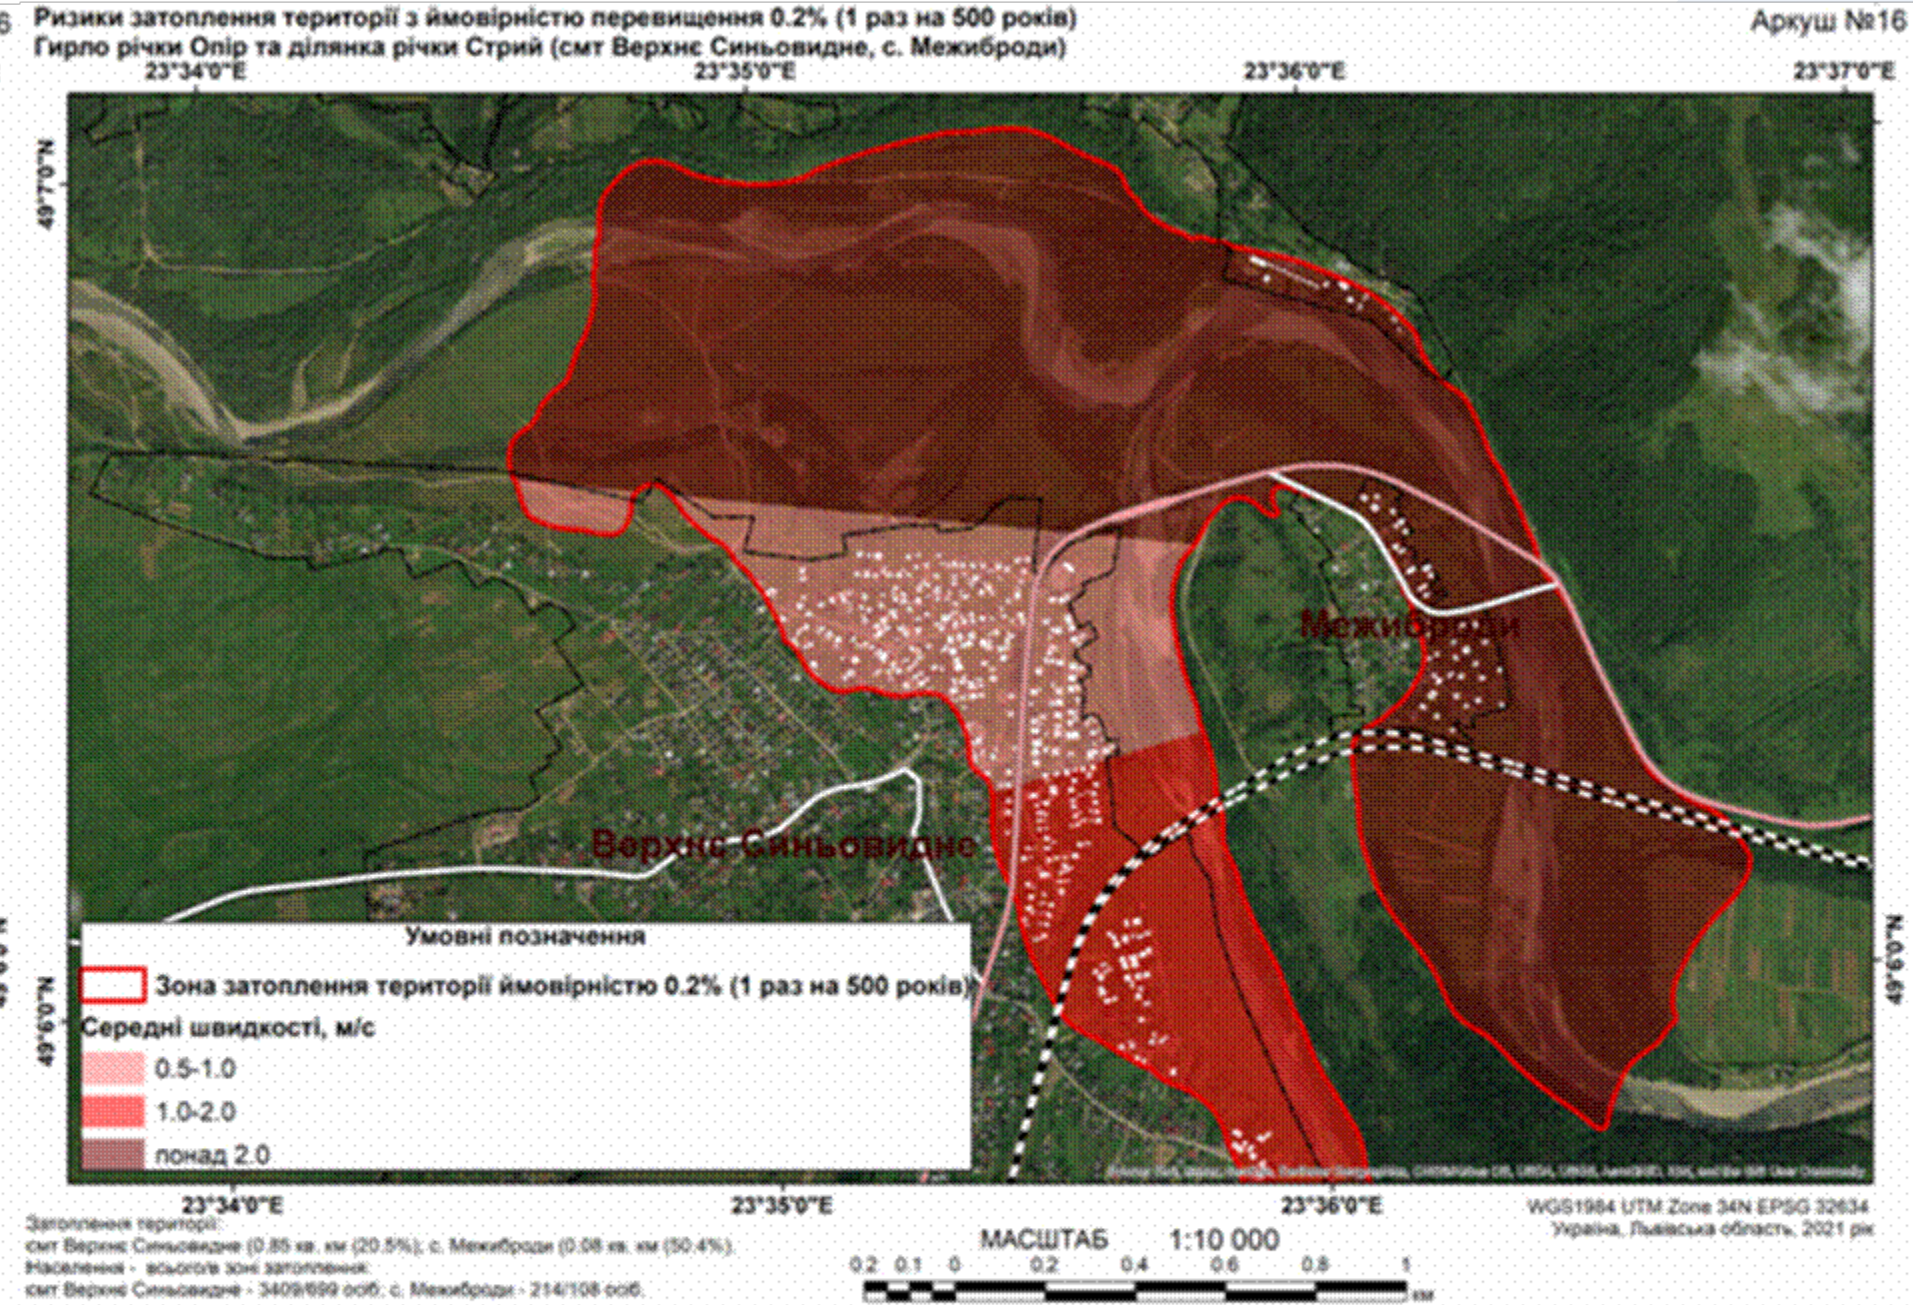 Ризики затоплення території з ймовірністю перевищення 0.2% (1 раз на 500 років)
Аркуш №16
Гирло річки Опір та ділянка річки Стрий (смт Верхнє Синьовидне, с. Межиброди)
23°34'0"E 23°35'0"E 23°36'0"E 23°37'0"E
49°7'0"N
Межиброди
Верхнє Синьовидне
Умовні позначення
Зона затоплення території ймовірністю 0.2% (1 раз на 500 років)
Середні швидкості, м/с
0.5-1.0
1.0-2.0
понад 2.0
49°6'0"N
49°6'0"N
23°34'0"E 23°35'0"E 23°36'0"E
WGS1984 UTM Zone 34N EPSG 32634
Україна, Львівська область, 2021 рік
Затоплення території:
смт Верхнє Синьовидне (0.85 кв. км (20.5%); с. Межиброди (0.08 кв. км (50.4%).
Населення - всього/в зоні затоплення:
смт Верхнє Синьовидне - 3409/699 осіб; с. Межиброди - 214/108 осіб.
МАСШТАБ 1:10 000
0.2 0.1 0 0,2 0,4 0,6 0,8 1
км